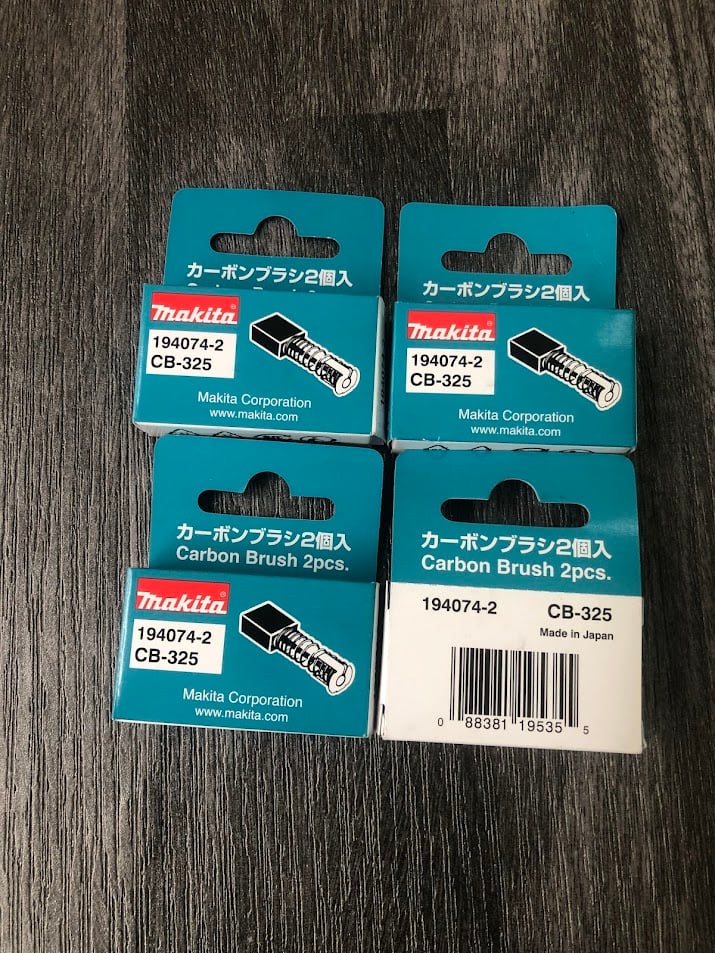 カーボンブラシ2個入
makita®
194074-2
CB-325
Makita Corporation
www.makita.com
カーボンブラシ2個入
makita®
194074-2
CB-325
Makita Corporation
www.makita.com
カーボンブラシ2個入
Carbon Brush 2pcs.
makita®
194074-2
CB-325
Makita Corporation
www.makita.com
カーボンブラシ2個入
Carbon Brush 2pcs.
194074-2 CB-325
Made in Japan
0 88381 19535 5